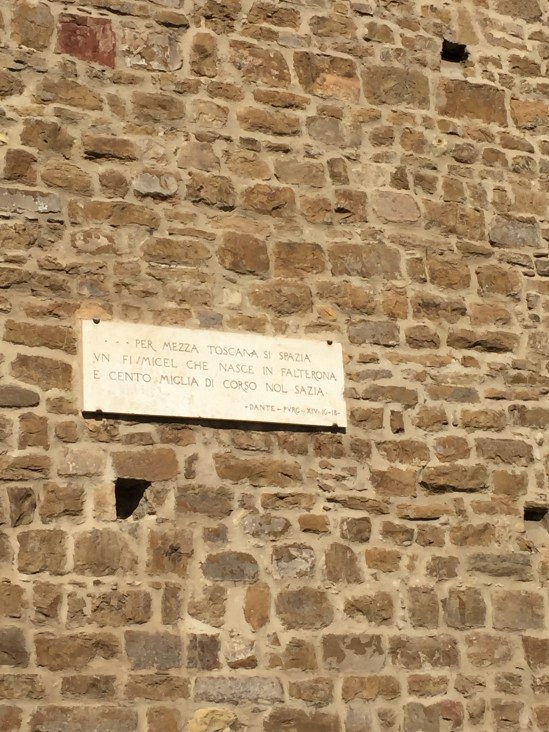 .... PER MEZZA TOSCANA SI SPAZIA
VN FIVMICEL CHE NASCE IN FALTERONA
E CENTO MIGLIA DI CORSO NOL SAZIA.
-DANTE-PVRG-XIV-16-18-